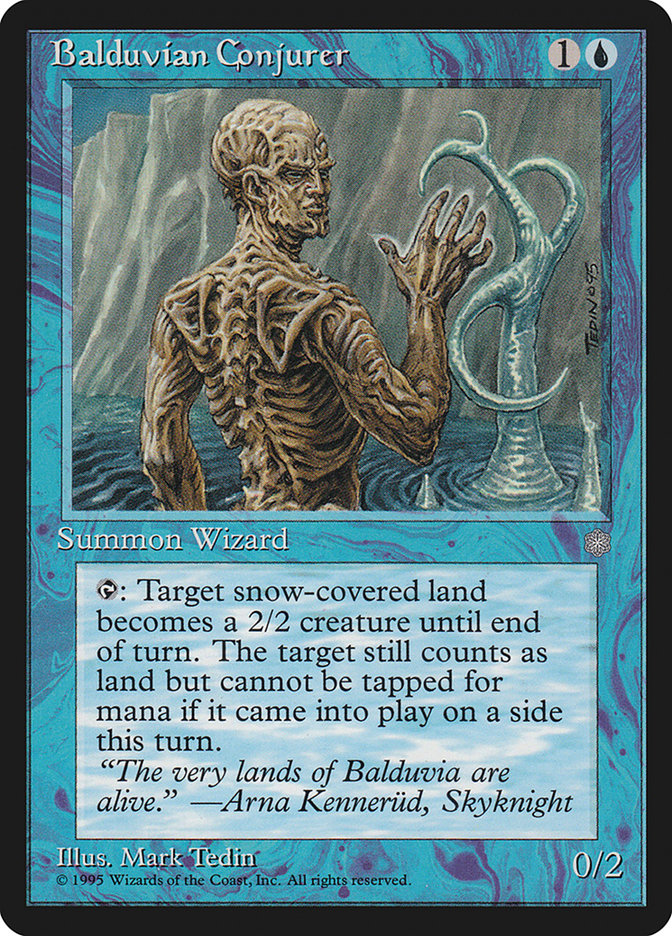 Balduvian Conjurer 1
TEDIN © 95
Summon Wizard
: Target snow-covered land
becomes a 2/2 creature until end
of turn. The target still counts as
land but cannot be tapped for
mana if it came into play on a side
this turn.
“The very lands of Balduvia are
alive.” —Arna Kennerüd, Skyknight
Illus. Mark Tedin
0/2
© 1995 Wizards of the Coast, Inc. All rights reserved.